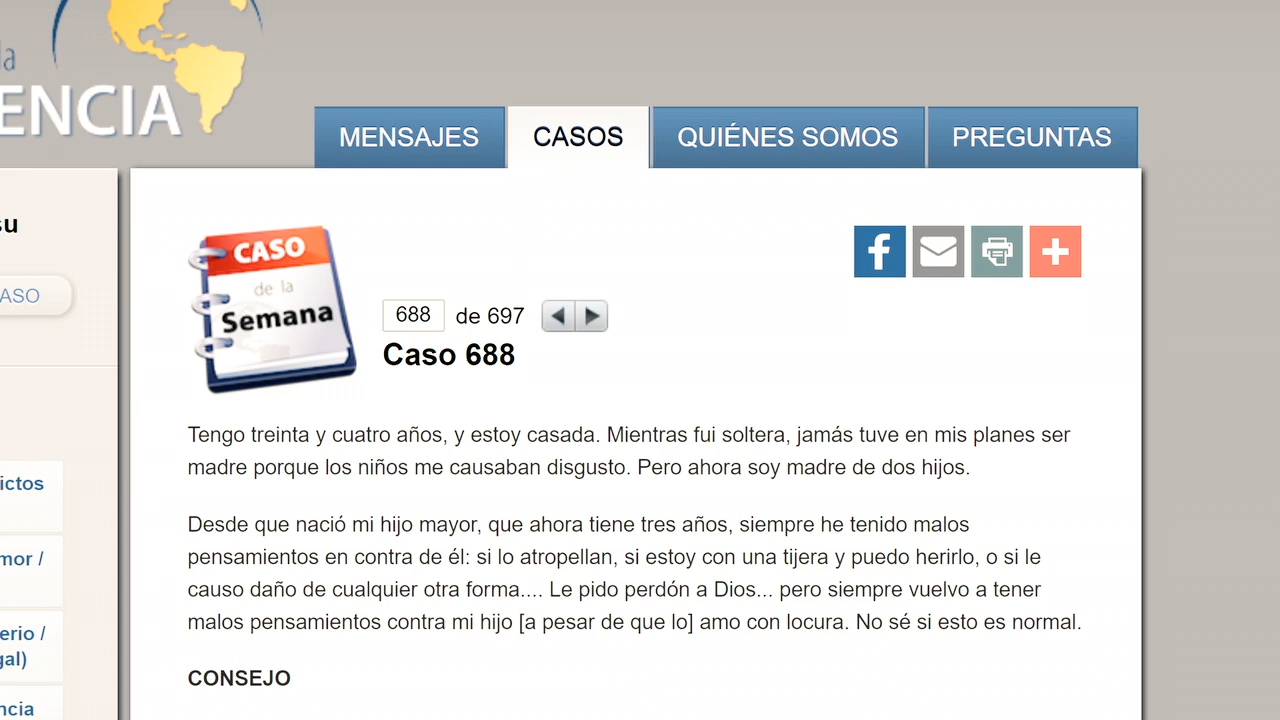 la
ENCIA
MENSAJES
CASOS
QUIÉNES SOMOS
PREGUNTAS
su
ASO
CASO
de la
Semana
688 de 697
Caso 688
Tengo treinta y cuatro años, y estoy casada. Mientras fui soltera, jamás tuve en mis planes ser
madre porque los niños me causaban disgusto. Pero ahora soy madre de dos hijos.
Desde que nació mi hijo mayor, que ahora tiene tres años, siempre he tenido malos
pensamientos en contra de él: si lo atropellan, si estoy con una tijera y puedo herirlo, o si le
causo daño de cualquier otra forma.... Le pido perdón a Dios... pero siempre vuelvo a tener
malos pensamientos contra mi hijo [a pesar de que lo] amo con locura. No sé si esto es normal.
CONSEJO
ictos
mor /
erio /
gal)
ncia